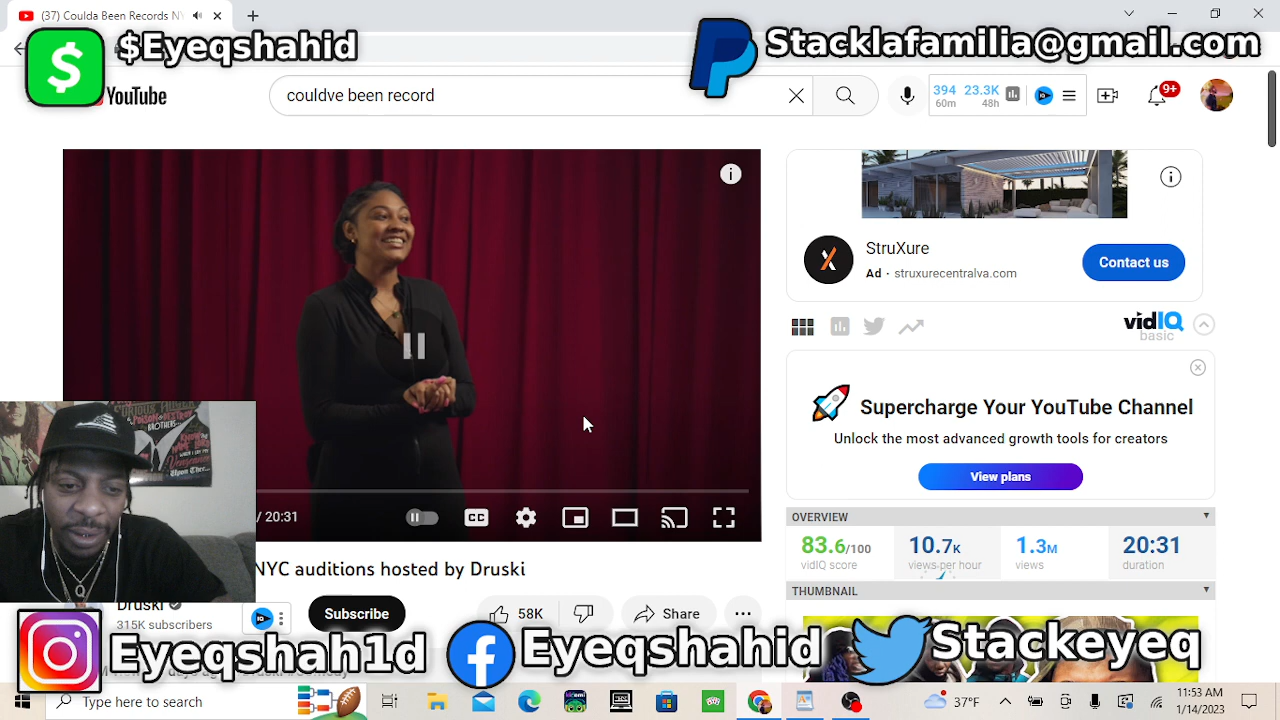 (37) Coulda Been Records NY
$Eyeqshahid
Stacklafamilia@gmail.com
YouTube
couldve been record
394
60m
23.3K
48h
9+
StruXure
Ad · struxurecentralva.com
Contact us
vidIQ
basic
Supercharge Your YouTube Channel
Unlock the most advanced growth tools for creators
View plans
/ 20:31
CC
OVERVIEW
83.6/100
vidIQ score
10.7K
views per hour
1.3M
views
20:31
duration
THUMBNAIL
NYC auditions hosted by Druski
Druski
315K subscribers
Subscribe
58K
Share
Eyeqshah1d
Eyeqshahid
Stackeyeq
Type here to search
37°F
11:53 AM
1/14/2023